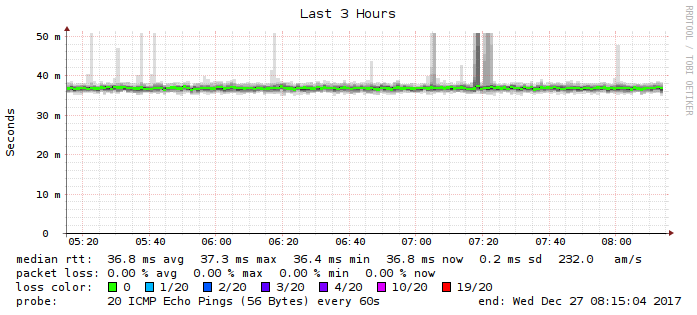 Last 3 Hours
RRDTOOL / TOBI OETIKER
Seconds
50 m
40 m
30 m
20 m
10 m
0
05:20 05:40 06:00 06:20 06:40 07:00 07:20 07:40 08:00
median rtt: 36.8 ms avg 37.3 ms max 36.4 ms min 36.8 ms now 0.2 ms sd 232.0 am/s
packet loss: 0.00 % avg 0.00 % max 0.00 % min 0.00 % now
loss color: 0 1/20 2/20 3/20 4/20 10/20 19/20
probe: 20 ICMP Echo Pings (56 Bytes) every 60s end: Wed Dec 27 08:15:04 2017